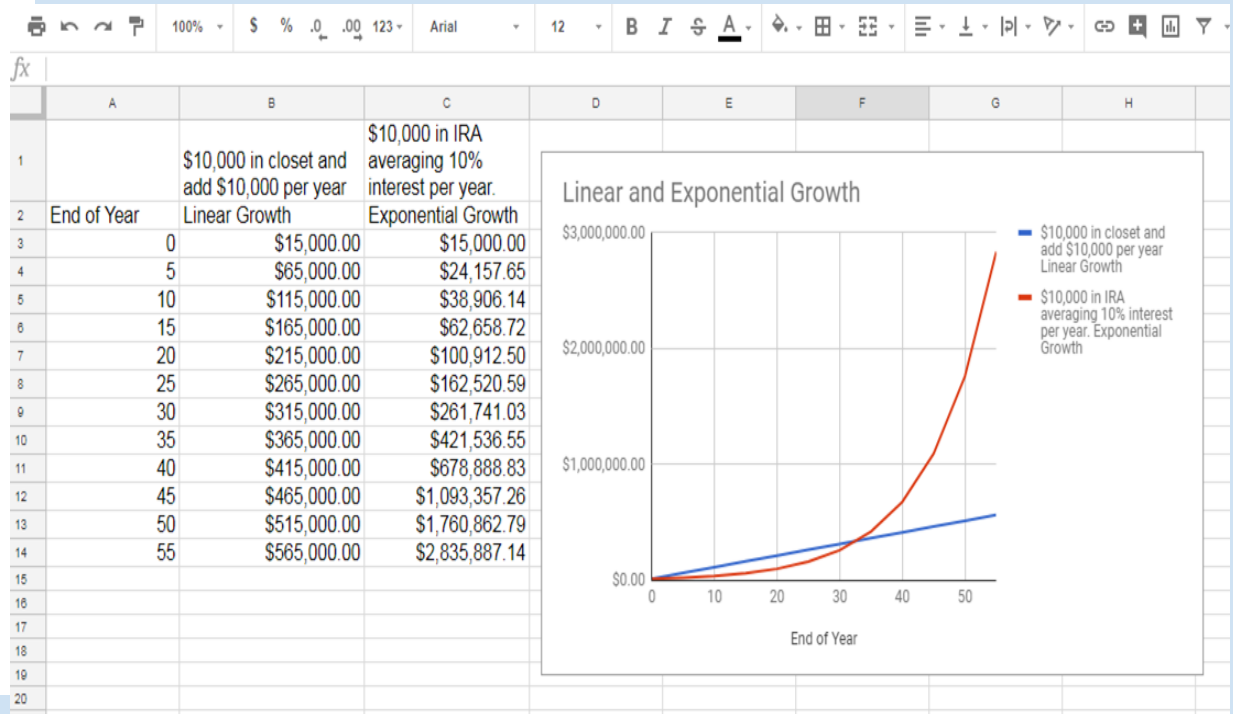 100% $ % .0 .00 123 Arial 12 B I S A
fx
A B C D E F G H
1 $10,000 in closet and add $10,000 per year $10,000 in IRA averaging 10% interest per year.
2 End of Year Linear Growth Exponential Growth
3 0 $15,000.00 $15,000.00
4 5 $65,000.00 $24,157.65
5 10 $115,000.00 $38,906.14
6 15 $165,000.00 $62,658.72
7 20 $215,000.00 $100,912.50
8 25 $265,000.00 $162,520.59
9 30 $315,000.00 $261,741.03
10 35 $365,000.00 $421,536.55
11 40 $415,000.00 $678,888.83
12 45 $465,000.00 $1,093,357.26
13 50 $515,000.00 $1,760,862.79
14 55 $565,000.00 $2,835,887.14
15
16
17
18
19
20
Linear and Exponential Growth
$3,000,000.00
$2,000,000.00
$1,000,000.00
$0.00
0 10 20 30 40 50
End of Year
$10,000 in closet and
add $10,000 per year
Linear Growth
$10,000 in IRA
averaging 10% interest
per year. Exponential
Growth